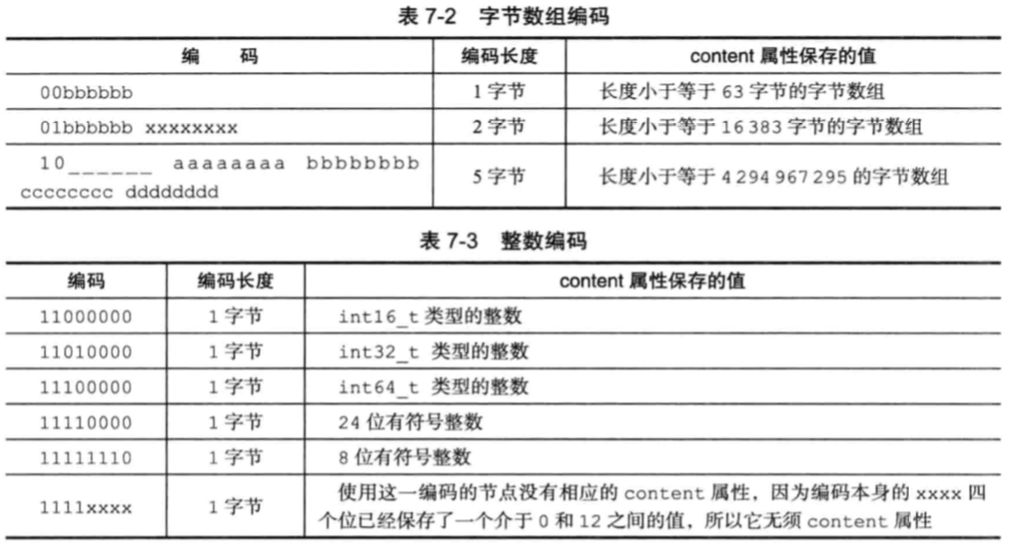 表 7-2 字节数组编码
编 码 编码长度 content 属性保存的值
00bbbbbb 1 字节 长度小于等于 63 字节的字节数组
01bbbbbb xxxxxxxx 2 字节 长度小于等于 16 383 字节的字节数组
10______ aaaaaaaa bbbbbbbb
cccccccc dddddddd 5 字节 长度小于等于 4 294 967 295 的字节数组
表 7-3 整数编码
编码 编码长度 content 属性保存的值
11000000 1 字节 int16_t 类型的整数
11010000 1 字节 int32_t 类型的整数
11100000 1 字节 int64_t 类型的整数
11110000 1 字节 24 位有符号整数
11111110 1 字节 8 位有符号整数
1111xxxx 1 字节 使用这一编码的节点没有相应的 content 属性，因为编码本身的 xxxx 四
个位已经保存了一个介于 0 和 12 之间的值，所以它无须 content 属性